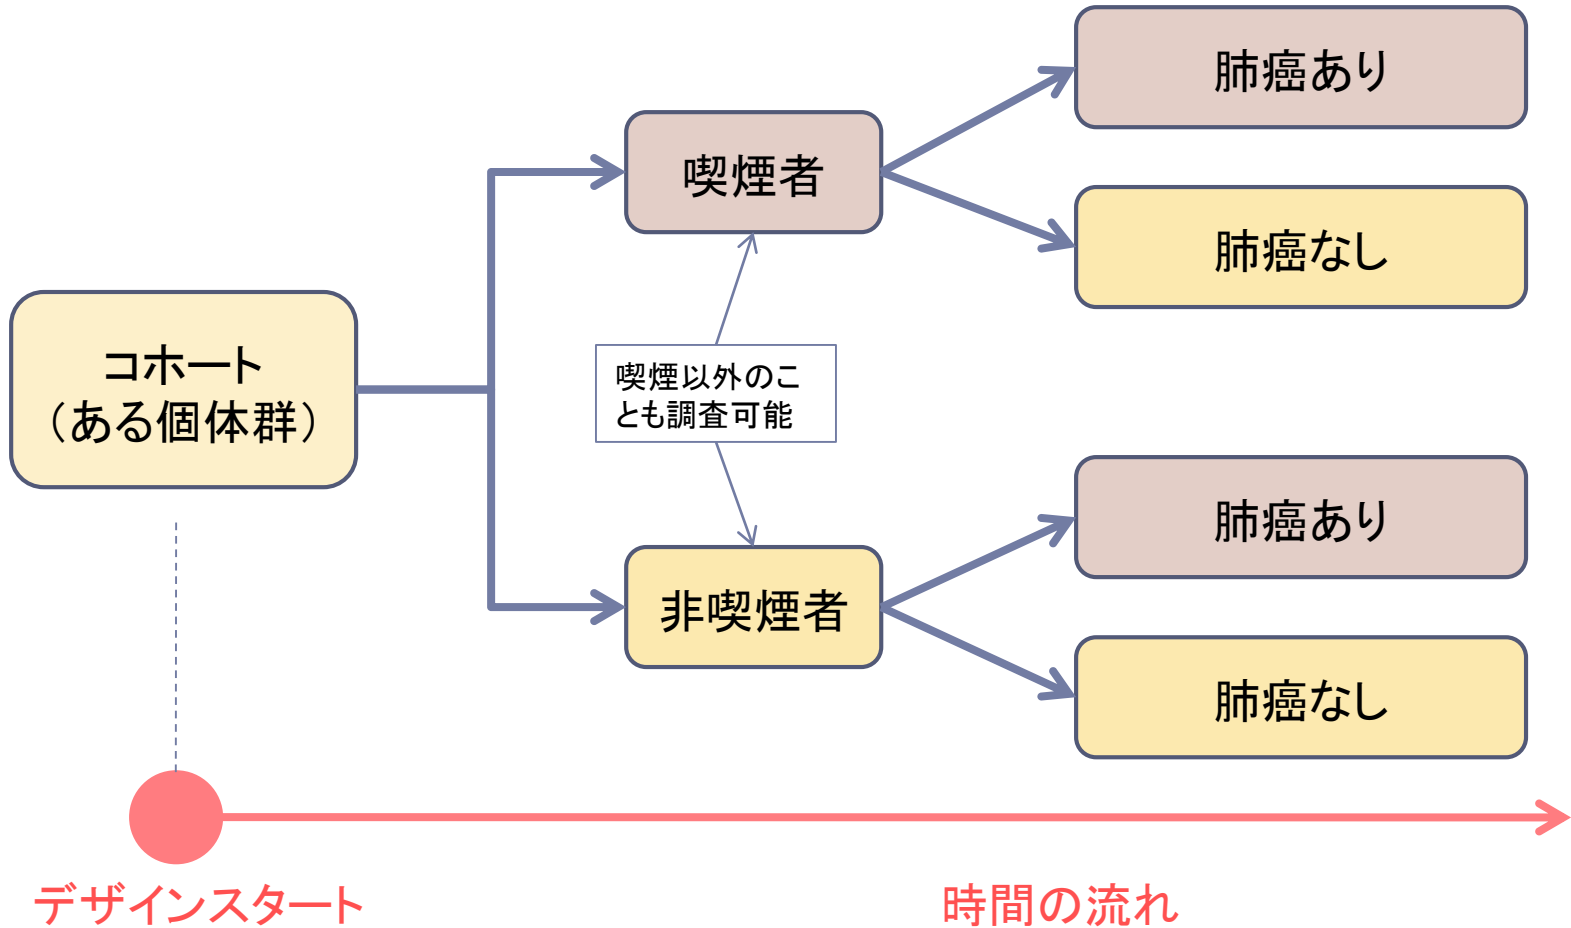 肺癌あり
喫煙者
肺癌なし
コホート
（ある個体群）
喫煙以外のこ
とも調査可能
肺癌あり
非喫煙者
肺癌なし
デザインスタート
時間の流れ